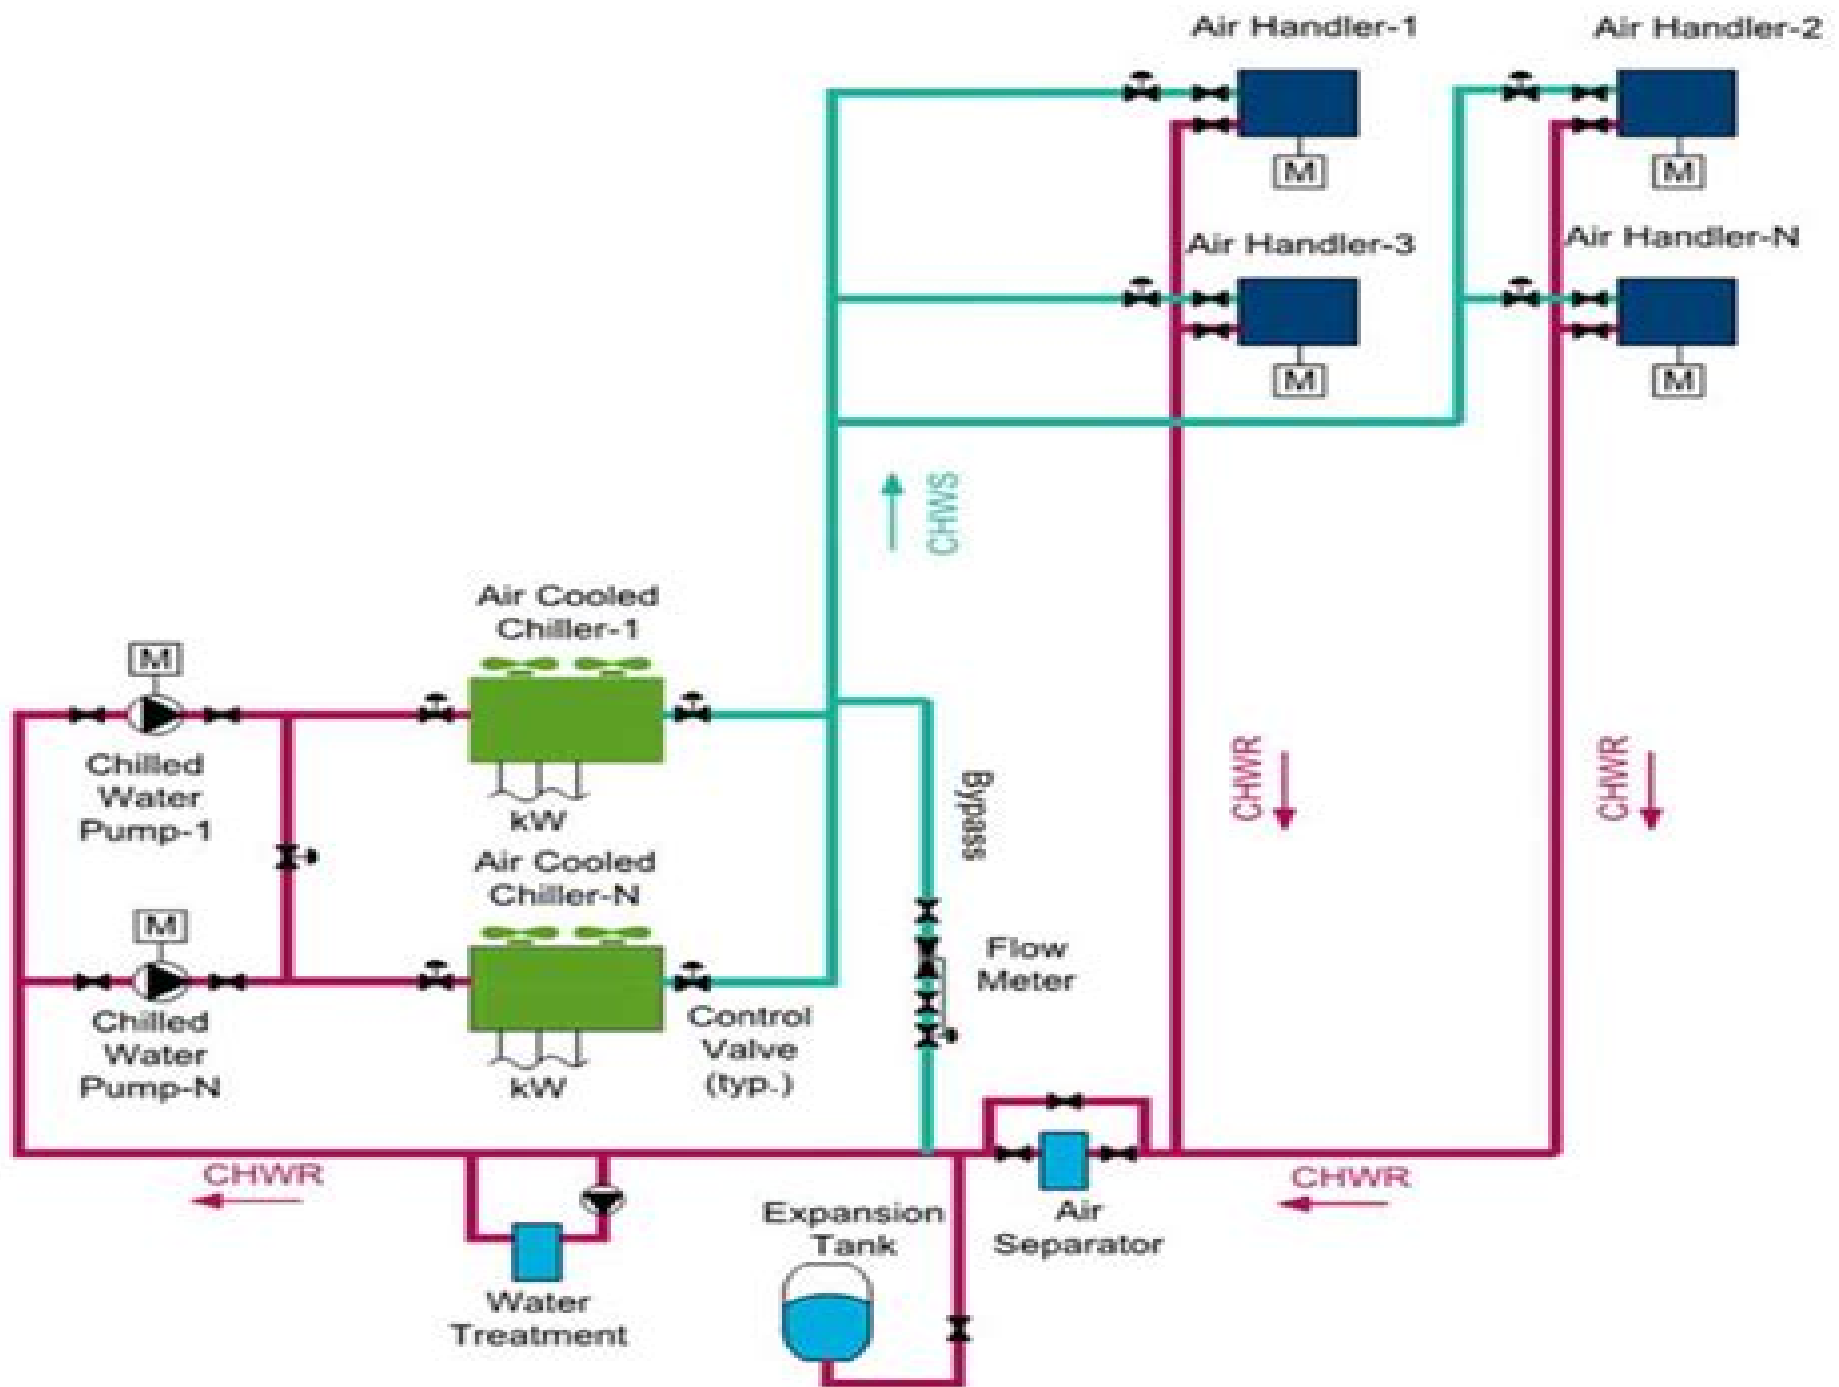 Air Handler-1
Air Handler-2
M
M
Air Handler-3
Air Handler-N
M
M
CHWS
Air Cooled
Chiller-1
M
Chilled
Water
Pump-1
kW
Bypass
CHWR
CHWR
Air Cooled
Chiller-N
M
Flow
Meter
Chilled
Water
Pump-N
kW
Control
Valve
(typ.)
CHWR
CHWR
Expansion
Tank
Air
Separator
Water
Treatment